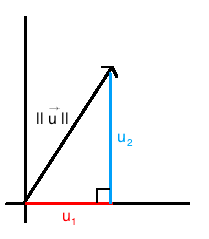 || u⃗ ||
u₂
u₁